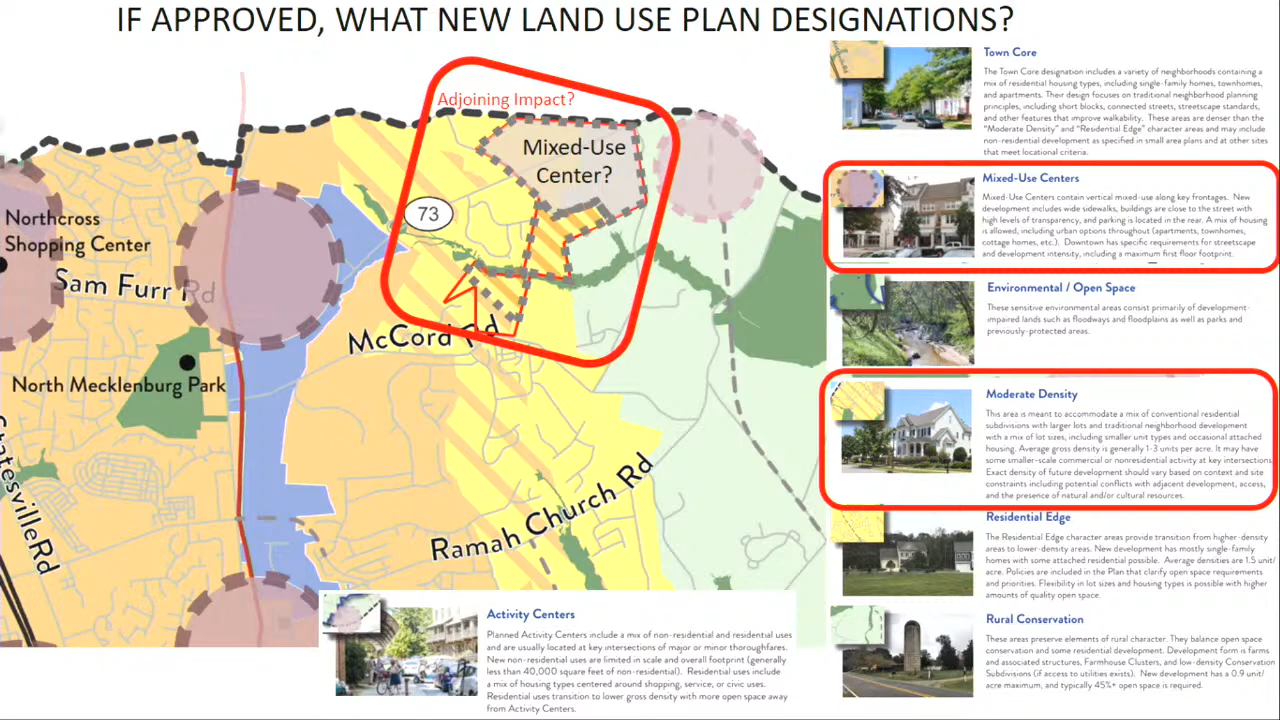 IF APPROVED, WHAT NEW LAND USE PLAN DESIGNATIONS?
Adjoining Impact?
Mixed-Use
Center?
73
Northcross
Shopping Center
Sam Furr Rd
McCord Rd
North Mecklenburg Park
Statesville Rd
Ramah Church Rd
Town Core
The Town Core designation includes a variety of neighborhoods containing a
mix of residential housing types, including single-family homes, townhomes,
and apartments. Their design focuses on traditional neighborhood planning
principles, including short blocks, connected streets, streetscape standards,
and other features that improve walkability. These areas are denser than the
"Moderate Density" and "Residential Edge" character areas and may include
non-residential development as specified in small area plans and at other sites
that meet locational criteria.
Mixed-Use Centers
Mixed-Use Centers contain vertical mixed-use along key frontages. New
development includes wide sidewalks, buildings are close to the street with
high levels of transparency, and parking is located in the rear. A mix of housing
is allowed, including urban options throughout (apartments, townhomes,
cottage homes, etc.). Downtown has specific requirements for streetscape
and development intensity, including a maximum first floor footprint.
Environmental / Open Space
These sensitive environmental areas consist primarily of development-
impaired lands such as floodways and floodplains as well as parks and
previously-protected areas.
Moderate Density
This area is meant to accommodate a mix of conventional residential
subdivisions with larger lots and traditional neighborhood development
with a mix of lot sizes, including smaller unit types and occasional attached
housing. Average gross density is generally 1-3 units per acre. It may have
some smaller-scale commercial or nonresidential activity at key intersections
Exact density of future development should vary based on context and site
constraints including potential conflicts with adjacent development, access,
and the presence of natural and/or cultural resources.
Residential Edge
The Residential Edge character areas provide transition from higher-density
areas to lower-density areas. New development has mostly single-family
homes with some attached residential possible. Average densities are 1.5 unit/
acre. Policies are included in the Plan that clarify open space requirements
and priorities. Flexibility in lot sizes and housing types is possible with higher
amounts of quality open space.
Rural Conservation
These areas preserve elements of rural character. They balance open space
conservation and some residential development. Development form is farms
and associated structures, Farmhouse Clusters, and low-density Conservation
Subdivisions (if access to utilities exists). New development has a 0.9 unit/
acre maximum, and typically 45%+ open space is required.
Activity Centers
Planned Activity Centers include a mix of non-residential and residential uses
and are usually located at key intersections of major or minor thoroughfares.
New non-residential uses are limited in scale and overall footprint (generally
less than 40,000 square feet of non-residential). Residential uses include
a mix of housing types centered around shopping, service, or civic uses.
Residential uses transition to lower gross density with more open space away
from Activity Centers.